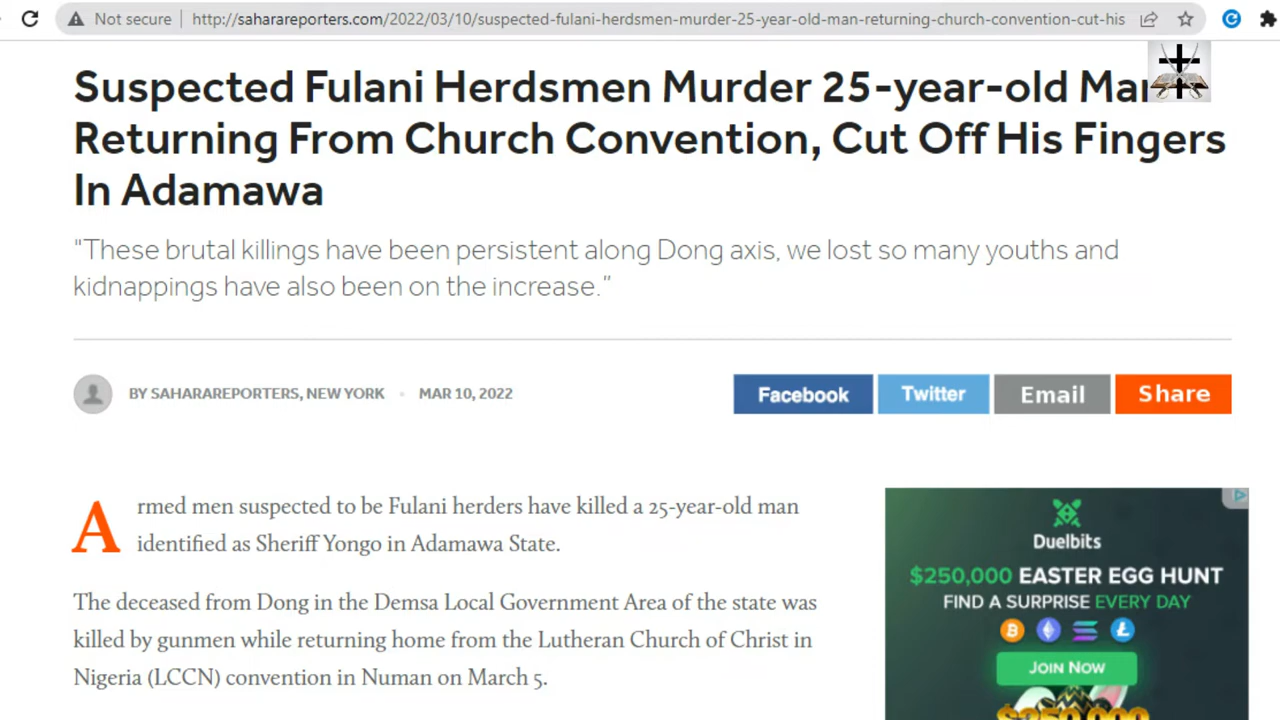 Not secure
http://saharareporters.com/2022/03/10/suspected-fulani-herdsmen-murder-25-year-old-man-returning-church-convention-cut-his
Suspected Fulani Herdsmen Murder 25-year-old Man
Returning From Church Convention, Cut Off His Fingers
In Adamawa
"These brutal killings have been persistent along Dong axis, we lost so many youths and
kidnappings have also been on the increase.”
BY SAHARAREPORTERS, NEW YORK • MAR 10, 2022
Facebook Twitter Email Share
Armed men suspected to be Fulani herders have killed a 25-year-old man
identified as Sheriff Yongo in Adamawa State.
The deceased from Dong in the Demsa Local Government Area of the state was
killed by gunmen while returning home from the Lutheran Church of Christ in
Nigeria (LCCN) convention in Numan on March 5.
Duelbits
$250,000 EASTER EGG HUNT
FIND A SURPRISE EVERY DAY
JOIN NOW
$250,000